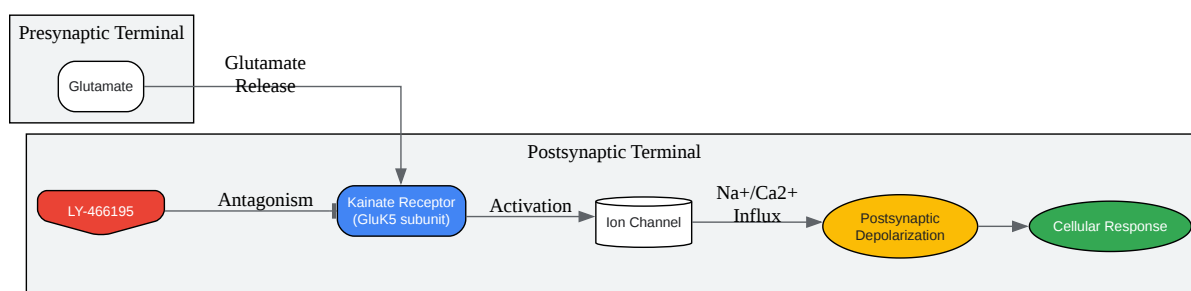 Presynaptic Terminal
Glutamate
Glutamate
Release
Postsynaptic Terminal
LY-466195
Antagonism
Kainate Receptor
(GluK5 subunit)
Activation
Ion Channel
Na+/Ca2+
Influx
Postsynaptic
Depolarization
Cellular Response